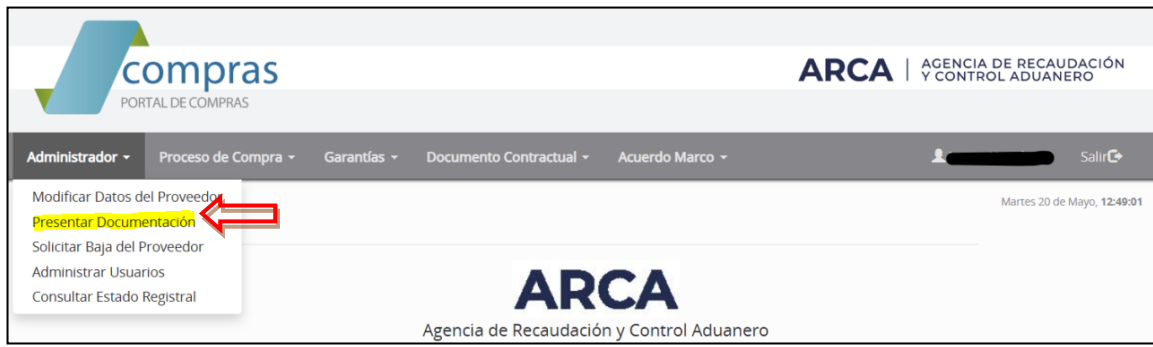 compras
PORTAL DE COMPRAS
ARCA | AGENCIA DE RECAUDACIÓN
Y CONTROL ADUANERO
Administrador Proceso de Compra Garantías Documento Contractual Acuerdo Marco Salir
Modificar Datos del Proveedor
Martes 20 de Mayo, 12:49:01
Presentar Documentación
Solicitar Baja del Proveedor
Administrar Usuarios
Consultar Estado Registral
ARCA
Agencia de Recaudación y Control Aduanero